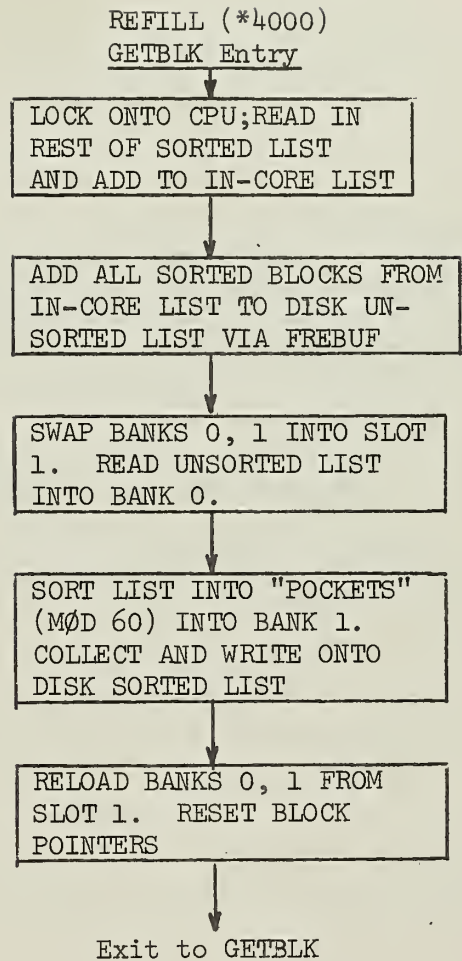 REFILL (*4000)
GETBLK Entry
LOCK ONTO CPU;READ IN
REST OF SORTED LIST
AND ADD TO IN-CORE LIST
ADD ALL SORTED BLOCKS FROM
IN-CORE LIST TO DISK UN-
SORTED LIST VIA FREBUF
SWAP BANKS 0, 1 INTO SLOT
1. READ UNSORTED LIST
INTO BANK 0.
SORT LIST INTO "POCKETS"
(MØD 60) INTO BANK 1.
COLLECT AND WRITE ONTO
DISK SORTED LIST
RELOAD BANKS 0, 1 FROM
SLOT 1. RESET BLOCK
POINTERS
Exit to GETBLK